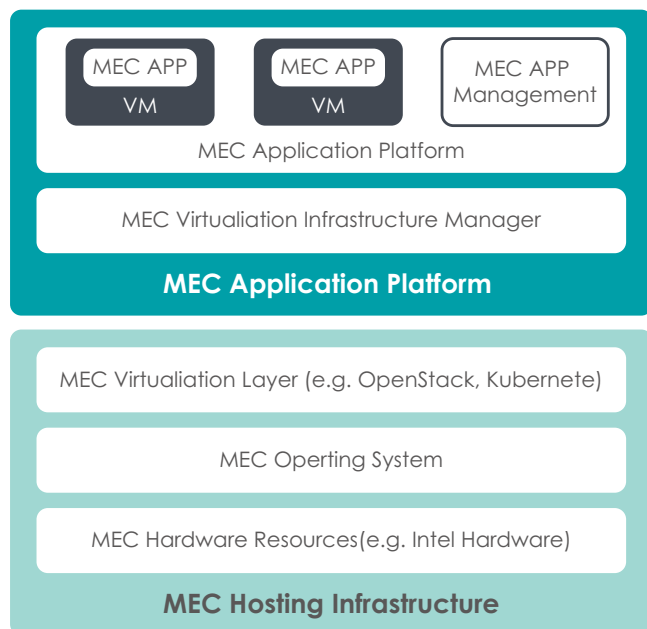 MEC APP
VM
MEC APP
VM
MEC APP
Management
MEC Application Platform
MEC Virtualiation Infrastructure Manager
MEC Application Platform
MEC Virtualiation Layer (e.g. OpenStack, Kubernete)
MEC Operting System
MEC Hardware Resources(e.g. Intel Hardware)
MEC Hosting Infrastructure